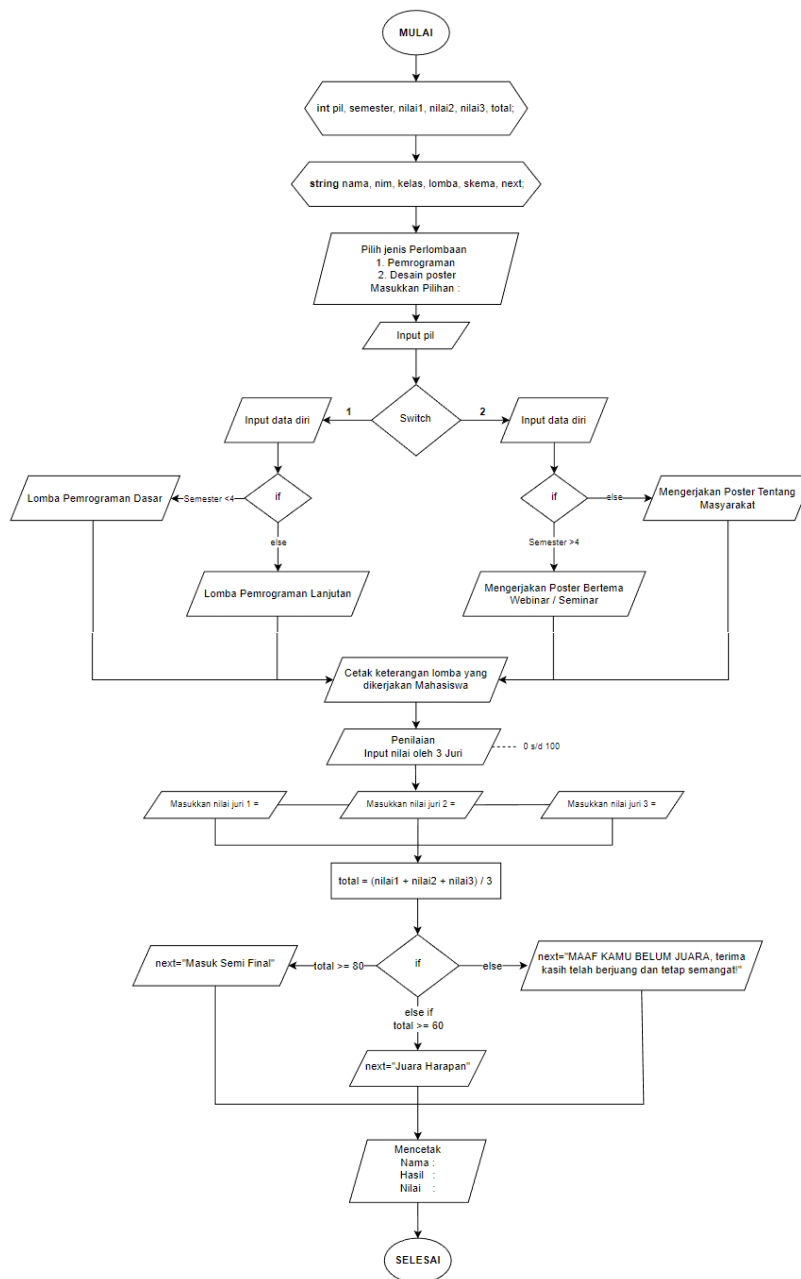 MULAI
int pil, semester, nilai1, nilai2, nilai3, total;
string nama, nim, kelas, lomba, skema, next;
Pilih jenis Perlombaan
1. Pemrograman
2. Desain poster
Masukkan Pilihan :
Input pil
Input data diri
1
Switch
2
Input data diri
Lomba Pemrograman Dasar
Semester <4
if
if
else
Mengerjakan Poster Tentang
Masyarakat
else
Semester >4
Lomba Pemrograman Lanjutan
Mengerjakan Poster Bertema
Webinar / Seminar
Cetak keterangan lomba yang
dikerjakan Mahasiswa
Penilaian
Input nilai oleh 3 Juri
0 s/d 100
Masukkan nilai juri 1 =
Masukkan nilai juri 2 =
Masukkan nilai juri 3 =
total = (nilai1 + nilai2 + nilai3) / 3
next="Masuk Semi Final"
total >= 80
if
else
next="MAAF KAMU BELUM JUARA, terima
kasih telah berjuang dan tetap semangat!"
else if
total >= 60
next="Juara Harapan"
Mencetak
Nama :
Hasil :
Nilai :
SELESAI